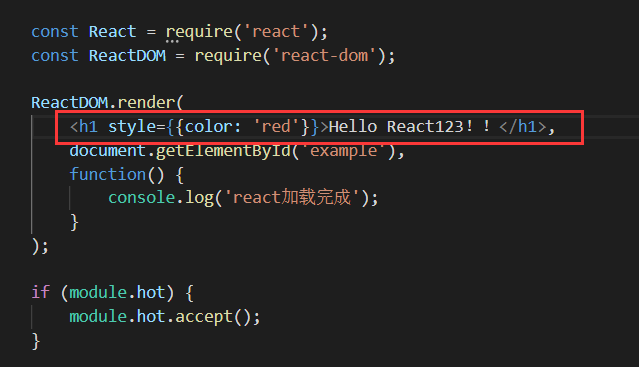 const React = require('react');
const ReactDOM = require('react-dom');
ReactDOM.render(
<h1 style={{color: 'red'}}>Hello React123！！</h1>,
document.getElementById('example'),
function() {
console.log('react加载完成');
}
);
if (module.hot) {
module.hot.accept();
}